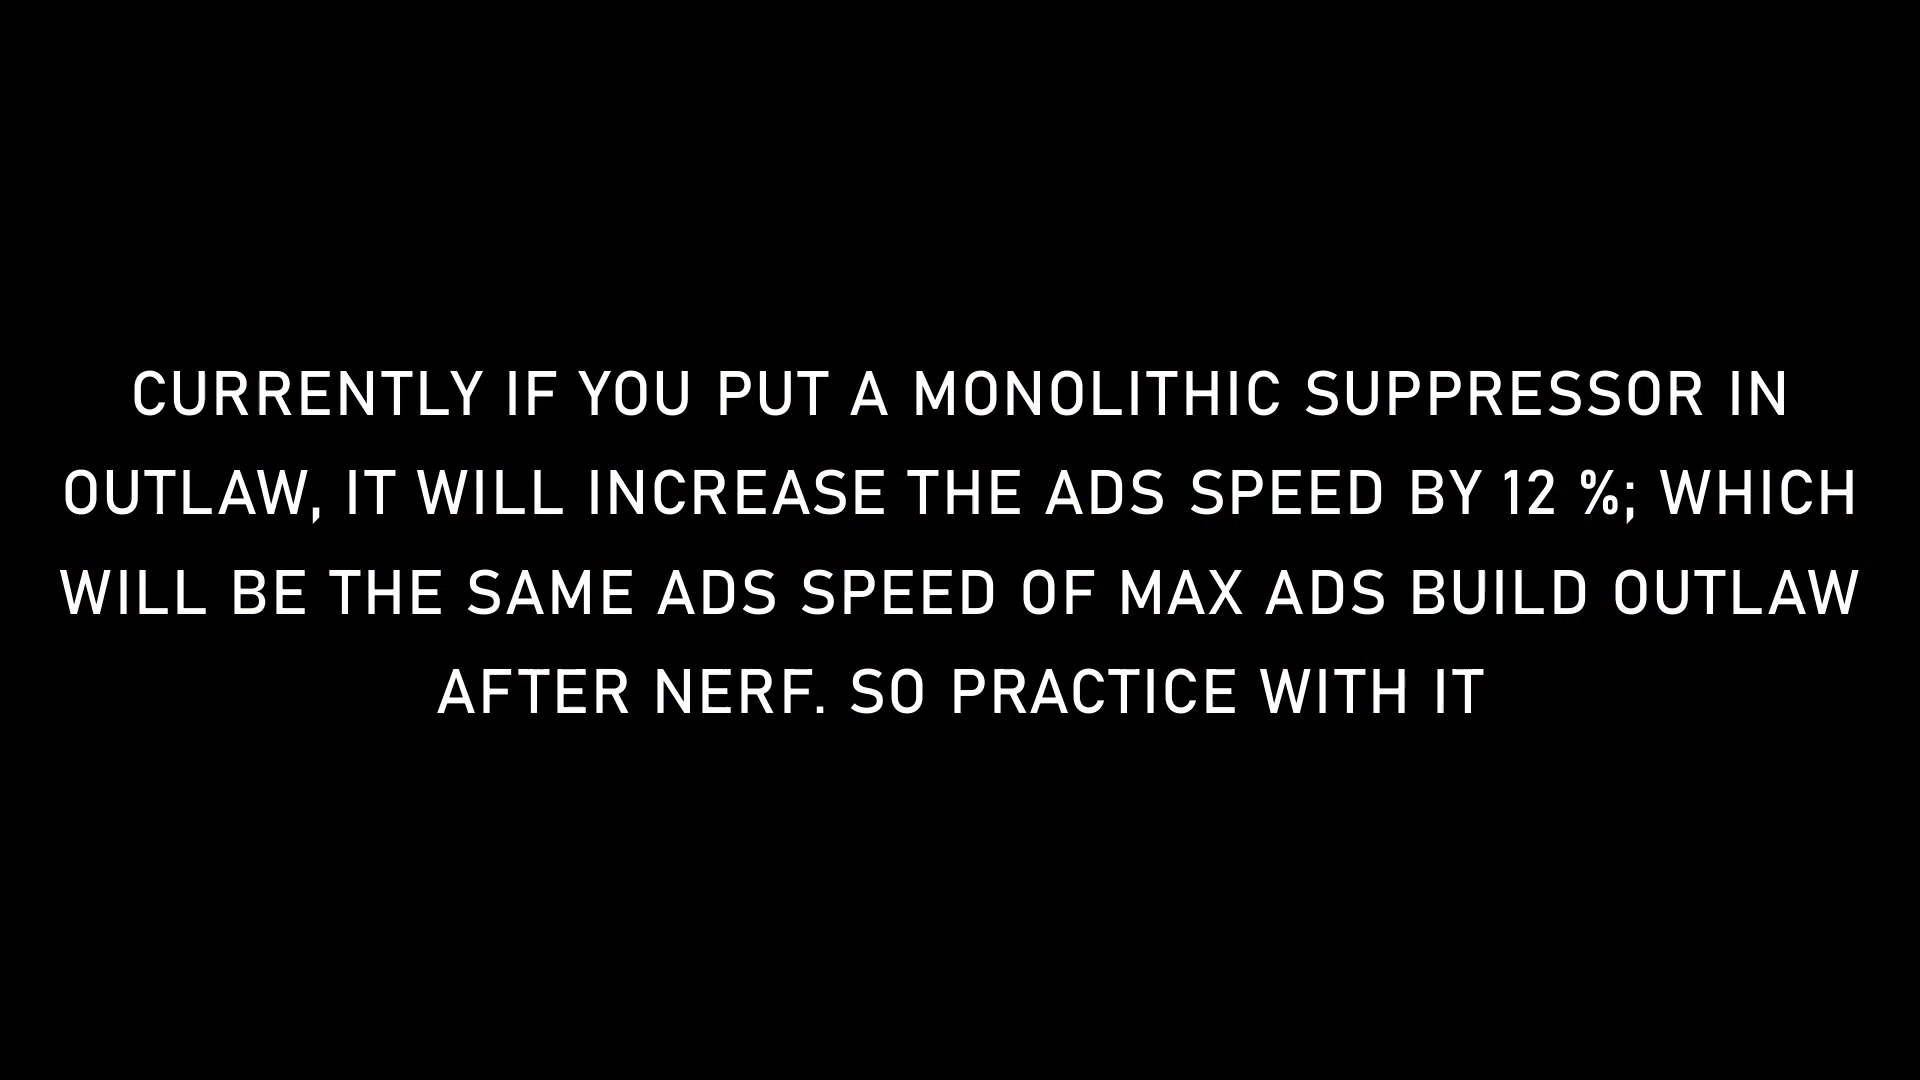 CURRENTLY IF YOU PUT A MONOLITHIC SUPPRESSOR IN
OUTLAW, IT WILL INCREASE THE ADS SPEED BY 12 %; WHICH
WILL BE THE SAME ADS SPEED OF MAX ADS BUILD OUTLAW
AFTER NERF. SO PRACTICE WITH IT